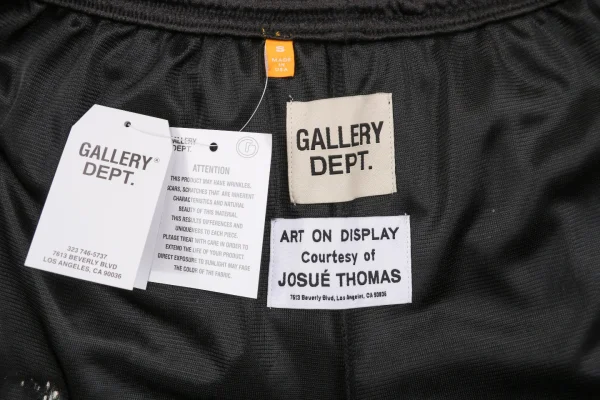 S
MADE
IN
USA
GALLERY
DEPT.
ART ON DISPLAY
Courtesy of
JOSUÉ THOMAS
7613 Beverly Blvd, Los Angeles, CA 90036
GALLERY®
DEPT.
323 746-5737
7613 BEVERLY BLVD
LOS ANGELES, CA 90036
DEPT.
ATTENTION
THIS PRODUCT MAY HAVE WRINKLES,
SCARS, SCRATCHES THAT ARE INHERENT
CHARACTERISTICS AND NATURAL
BEAUTY OF THIS MATERIAL.
THIS RESULTS DIFFERENCES AND
UNIQUENESS TO EACH PIECE.
PLEASE TREAT WITH CARE IN ORDER TO
EXTEND THE LIFE OF YOUR PRODUCT
DIRECT EXPOSURE TO SUNLIGHT MAY FADE
THE COLOR OF THE FABRIC.